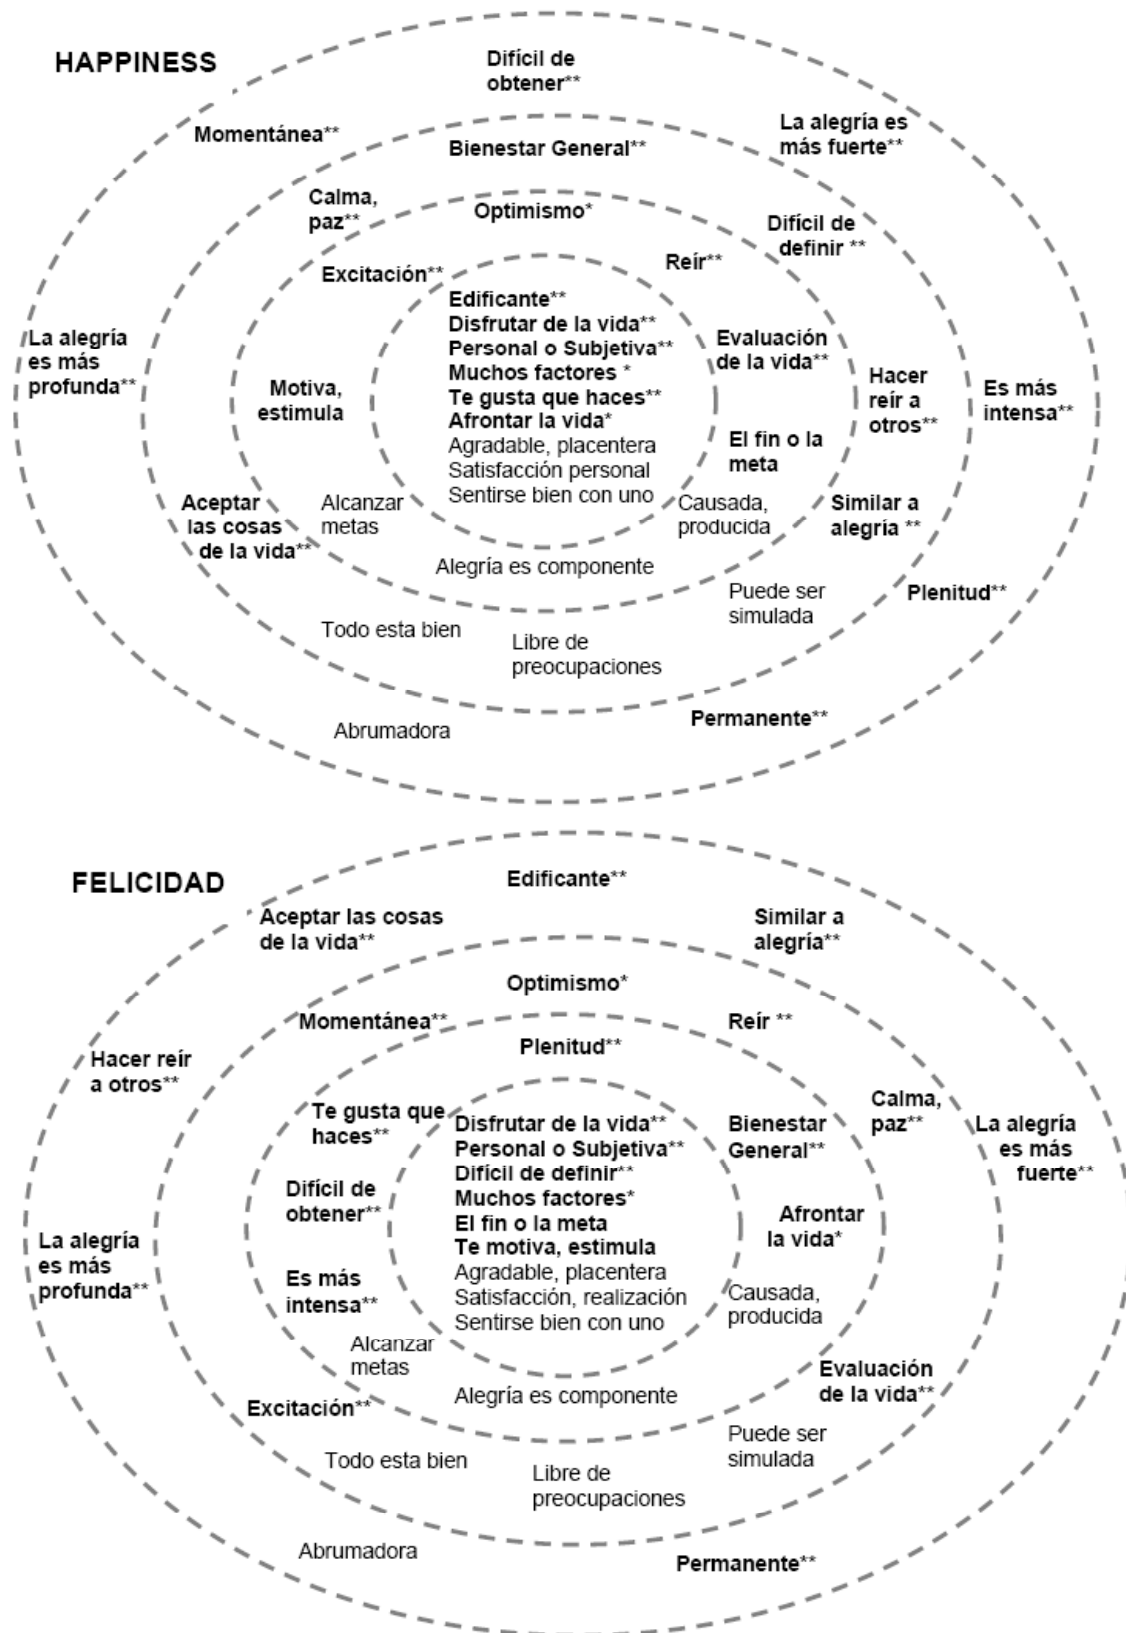 HAPPINESS
Difícil de
obtener**
Momentánea**
La alegría es
más fuerte**
Bienestar General**
Calma,
paz**
Optimismo*
Difícil de
definir **
Excitación**
Reír**
Edificante**
Disfrutar de la vida**
Personal o Subjetiva**
Muchos factores *
Te gusta que haces**
Afrontar la vida*
Agradable, placentera
Satisfacción personal
Sentirse bien con uno
La alegría
es más
profunda**
Evaluación
de la vida**
Motiva,
estimula
Hacer
reír a
otros**
Es más
intensa**
El fin o la
meta
Aceptar
las cosas
de la vida**
Alcanzar
metas
Causada,
producida
Similar a
alegría **
Alegría es componente
Puede ser
simulada
Plenitud**
Todo esta bien
Libre de
preocupaciones
Abrumadora
Permanente**
FELICIDAD
Edificante**
Aceptar las cosas
de la vida**
Similar a
alegría**
Optimismo*
Momentánea**
Reír **
Plenitud**
Hacer reír
a otros**
Te gusta que
haces**
Disfrutar de la vida**
Personal o Subjetiva**
Difícil de definir**
Muchos factores*
El fin o la meta
Te motiva, estimula
Agradable, placentera
Satisfacción, realización
Sentirse bien con uno
Bienestar
General**
Calma,
paz**
La alegría
es más
fuerte**
Difícil de
obtener**
Afrontar
la vida*
La alegría
es más
profunda**
Es más
intensa**
Causada,
producida
Alcanzar
metas
Alegría es componente
Evaluación
de la vida**
Excitación**
Puede ser
simulada
Todo esta bien
Libre de
preocupaciones
Abrumadora
Permanente**